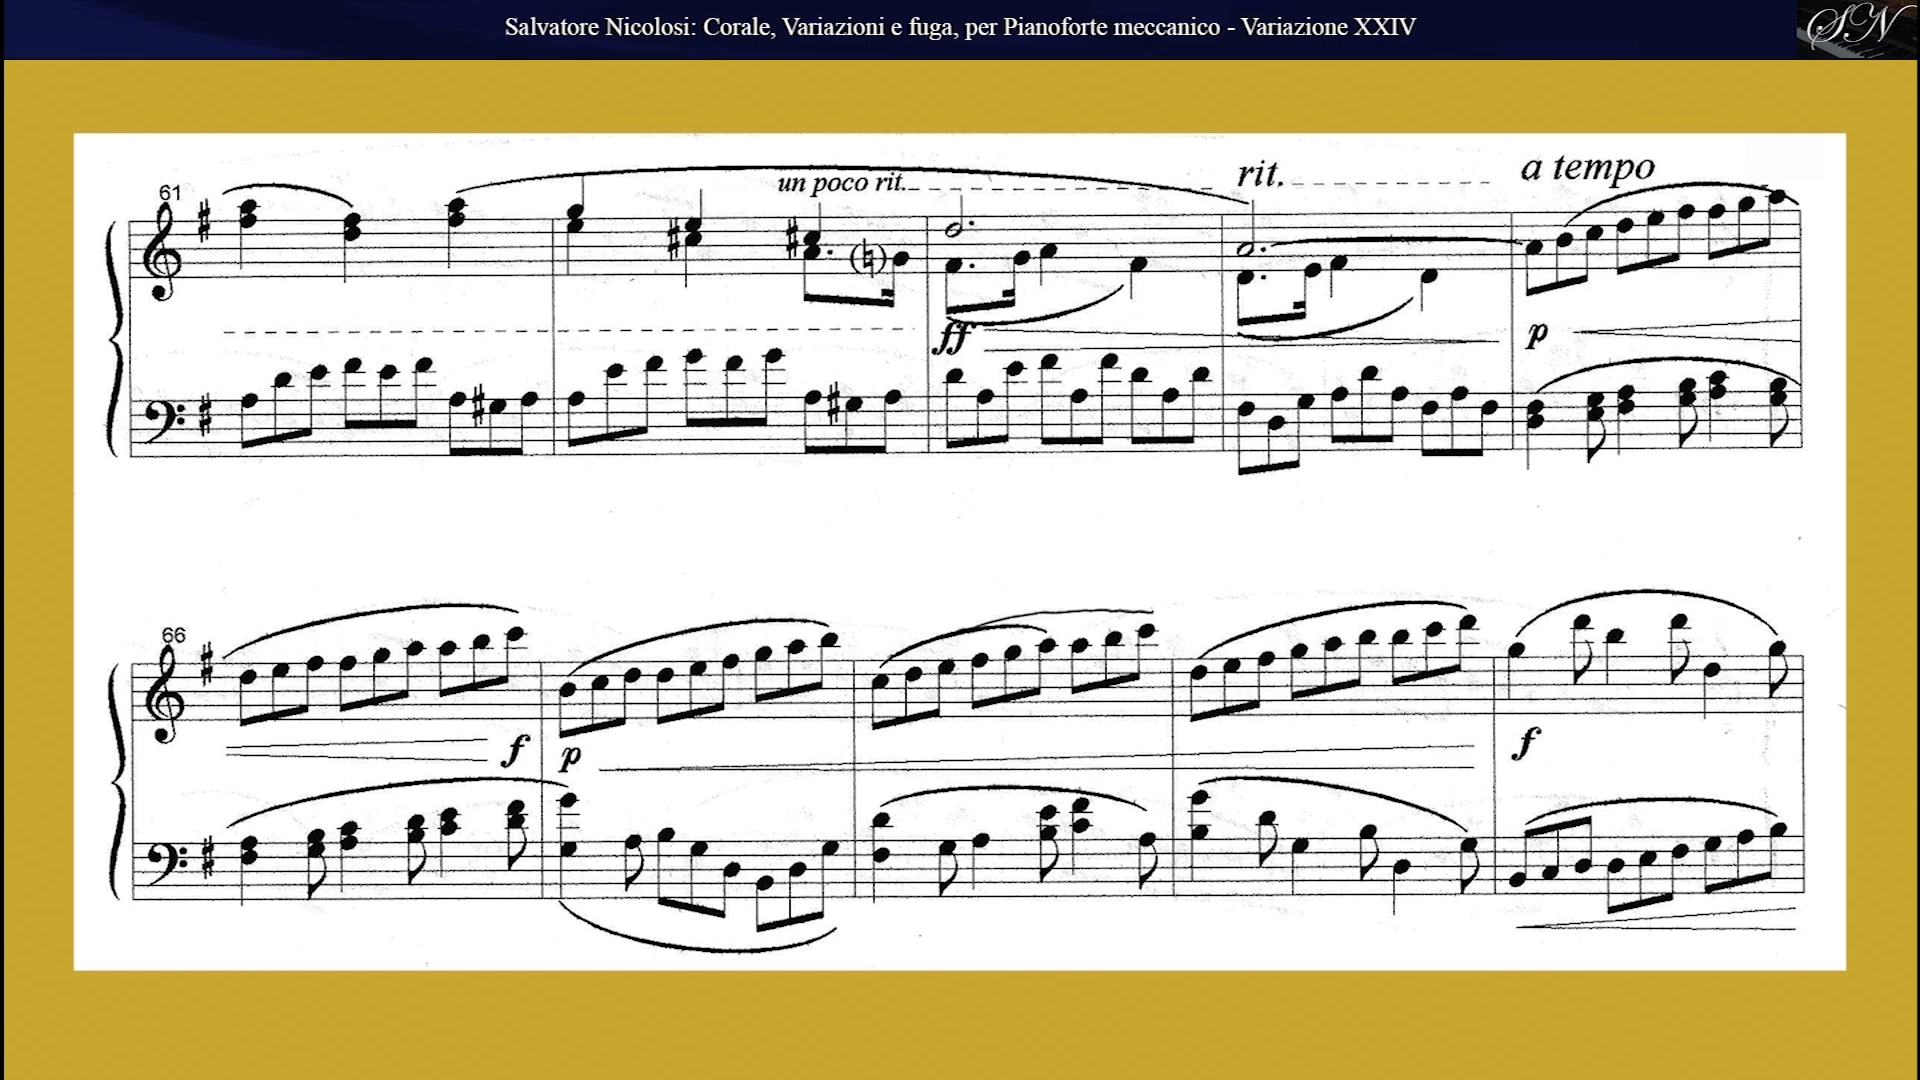 Salvatore Nicolosi: Corale, Variazioni e fuga, per Pianoforte meccanico - Variazione XXIV
SN
61
un poco rit.
rit.
a tempo
ff
p
66
f
p
f